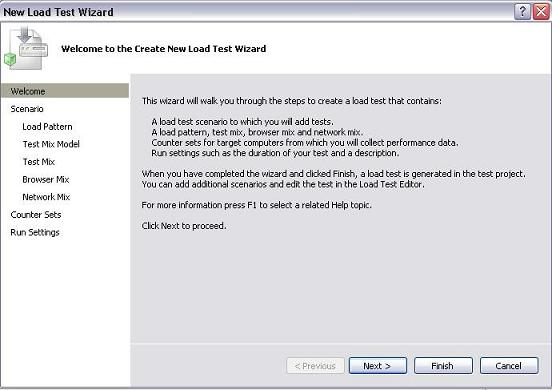 New Load Test Wizard
Welcome to the Create New Load Test Wizard
Welcome
Scenario
Load Pattern
Test Mix Model
Test Mix
Browser Mix
Network Mix
Counter Sets
Run Settings
This wizard will walk you through the steps to create a load test that contains:
A load test scenario to which you will add tests.
A load pattern, test mix, browser mix and network mix.
Counter sets for target computers from which you will collect performance data.
Run settings such as the duration of your test and a description.
When you have completed the wizard and clicked Finish, a load test is generated in the test project.
You can add additional scenarios and edit the test in the Load Test Editor.
For more information press F1 to select a related Help topic.
Click Next to proceed.
< Previous
Next >
Finish
Cancel